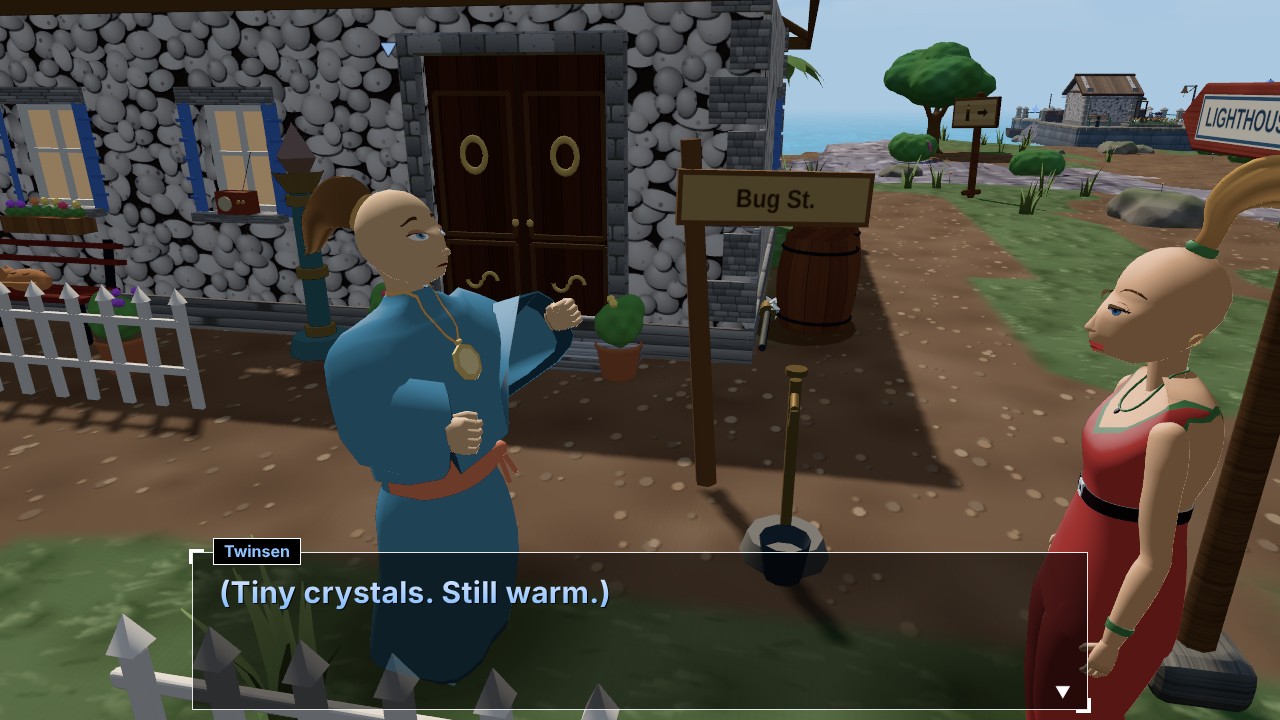 Bug St.
i →
LIGHTHOUS
Twinsen
(Tiny crystals. Still warm.)